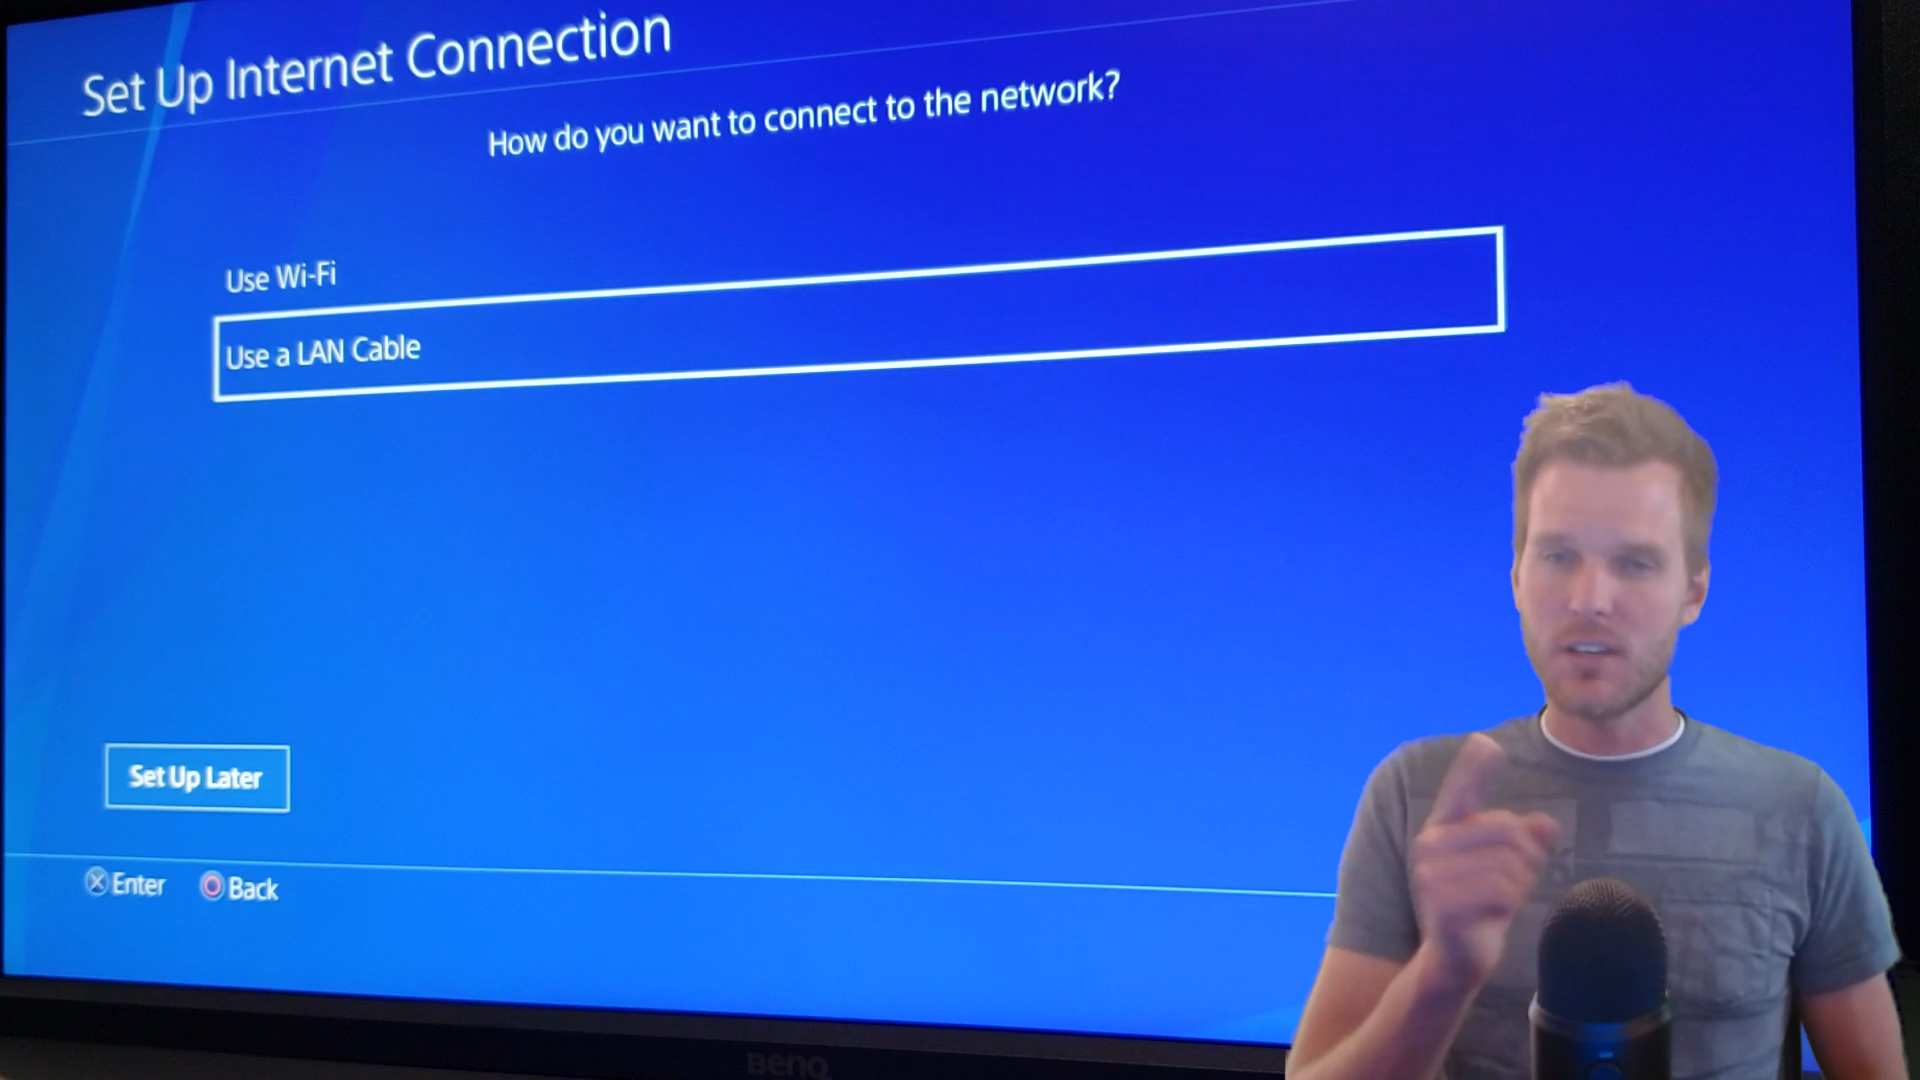 Set Up Internet Connection
How do you want to connect to the network?
Use Wi-Fi
Use a LAN Cable
Set Up Later
Enter
Back
BenQ